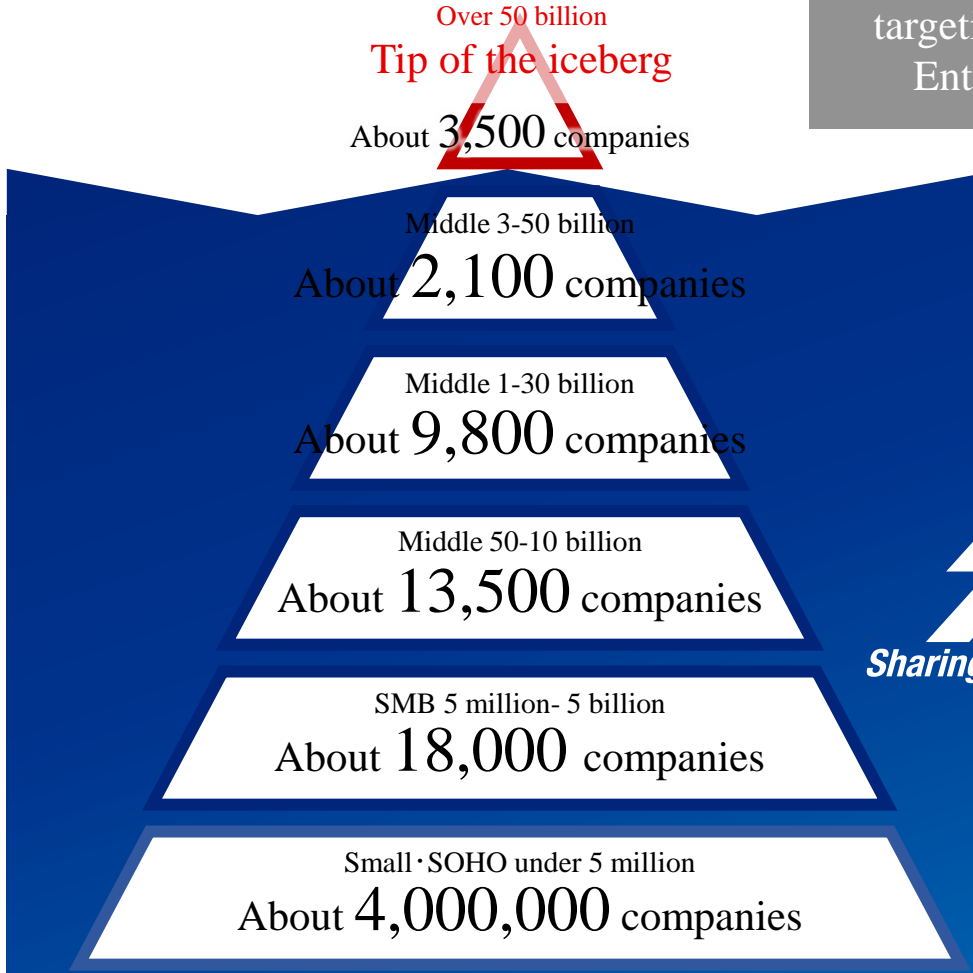 Over 50 billion
Tip of the iceberg
About 3,500 companies
Middle 3-50 billion
About 2,100 companies
Middle 1-30 billion
About 9,800 companies
Middle 50-10 billion
About 13,500 companies
SMB 5 million- 5 billion
About 18,000 companies
Small･SOHO under 5 million
About 4,000,000 companies
Sharing